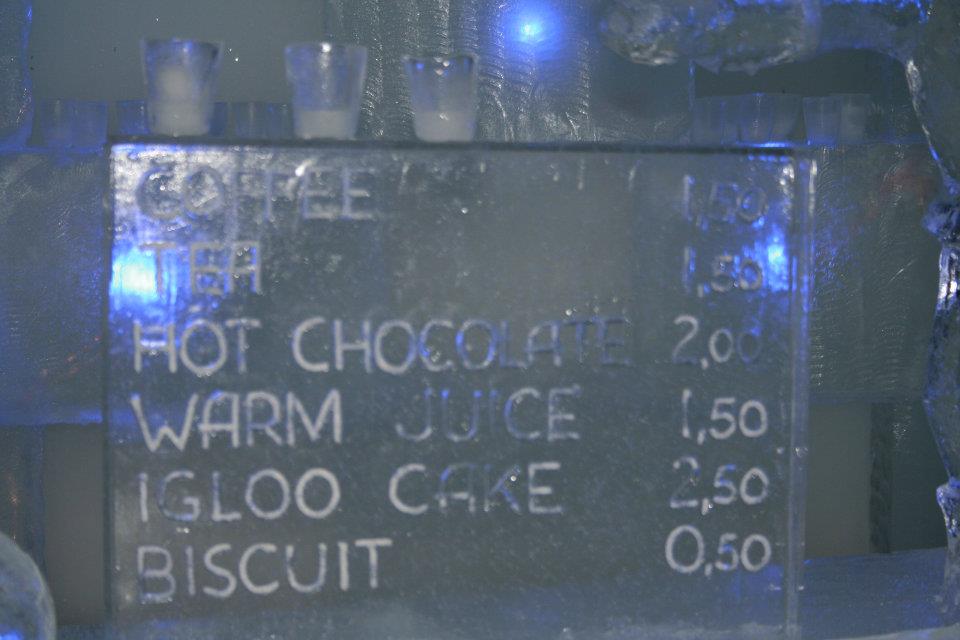 COFFEE 1,50
TEA 1,50
HOT CHOCOLATE 2,00
WARM JUICE 1,50
IGLOO CAKE 2,50
BISCUIT 0,50